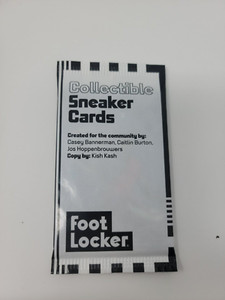 Collectible
Sneaker
Cards
Created for the community by:
Casey Bannerman, Caitlin Burton,
Jos Hoppenbrouwers
Copy by: Kish Kash
Foot
Locker